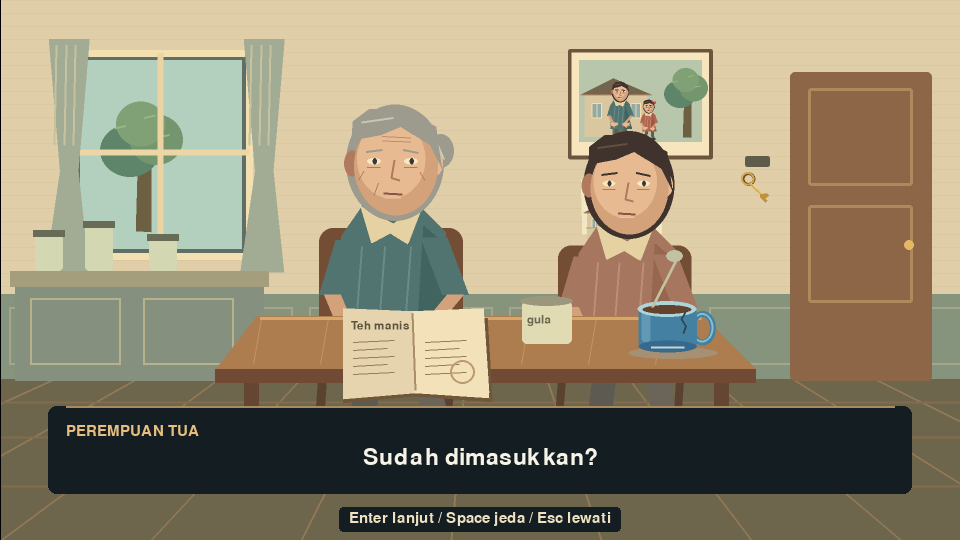 Teh manis
gula
PEREMPUAN TUA
Sudah dimasukkan?
Enter lanjut / Space jeda / Esc lewati